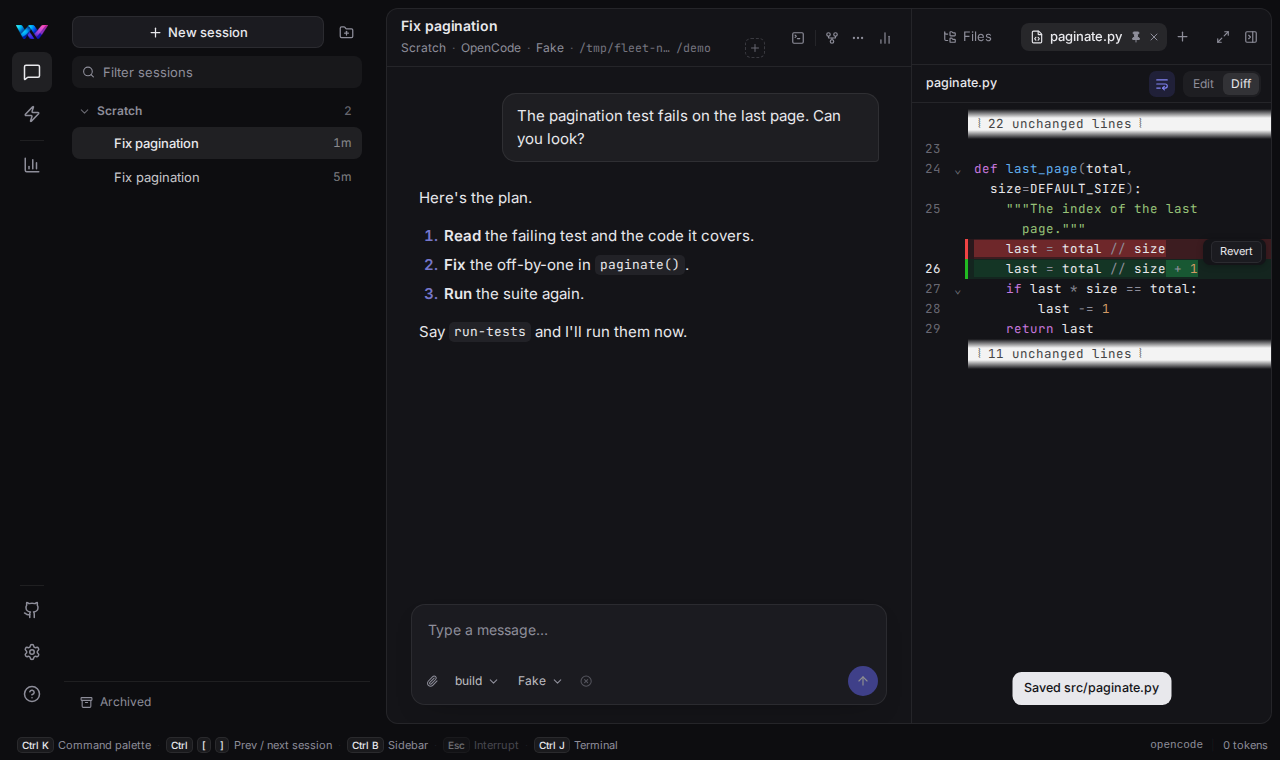 New session
Filter sessions
Scratch 2
Fix pagination 1m
Fix pagination 5m
Archived
Fix pagination
Scratch · OpenCode · Fake · /tmp/fleet-n… /demo
The pagination test fails on the last page. Can
you look?
Here's the plan.
1. Read the failing test and the code it covers.
2. Fix the off-by-one in paginate().
3. Run the suite again.
Say run-tests and I'll run them now.
Type a message...
build Fake
Files paginate.py
paginate.py Edit Diff
22 unchanged lines
23
24 def last_page(total,
size=DEFAULT_SIZE):
25 """The index of the last
page."""
last = total // size
Revert
26 last = total // size + 1
27 if last * size == total:
28 last -= 1
29 return last
11 unchanged lines
Saved src/paginate.py
Ctrl K Command palette Ctrl [ ] Prev / next session Ctrl B Sidebar Esc Interrupt Ctrl J Terminal opencode 0 tokens